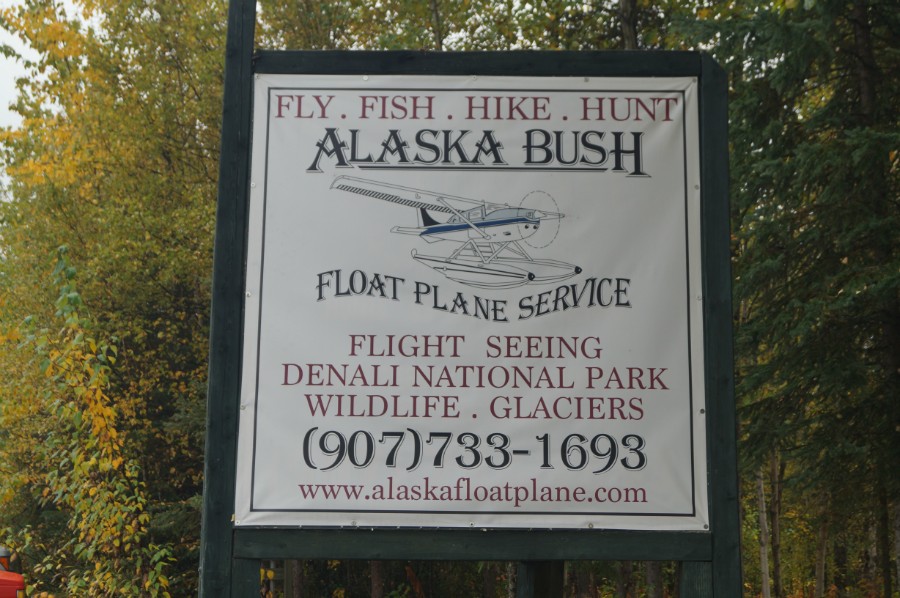 FLY . FISH . HIKE . HUNT
ALASKA BUSH
FLOAT PLANE SERVICE
FLIGHT SEEING
DENALI NATIONAL PARK
WILDLIFE . GLACIERS
(907)733-1693
www.alaskafloatplane.com